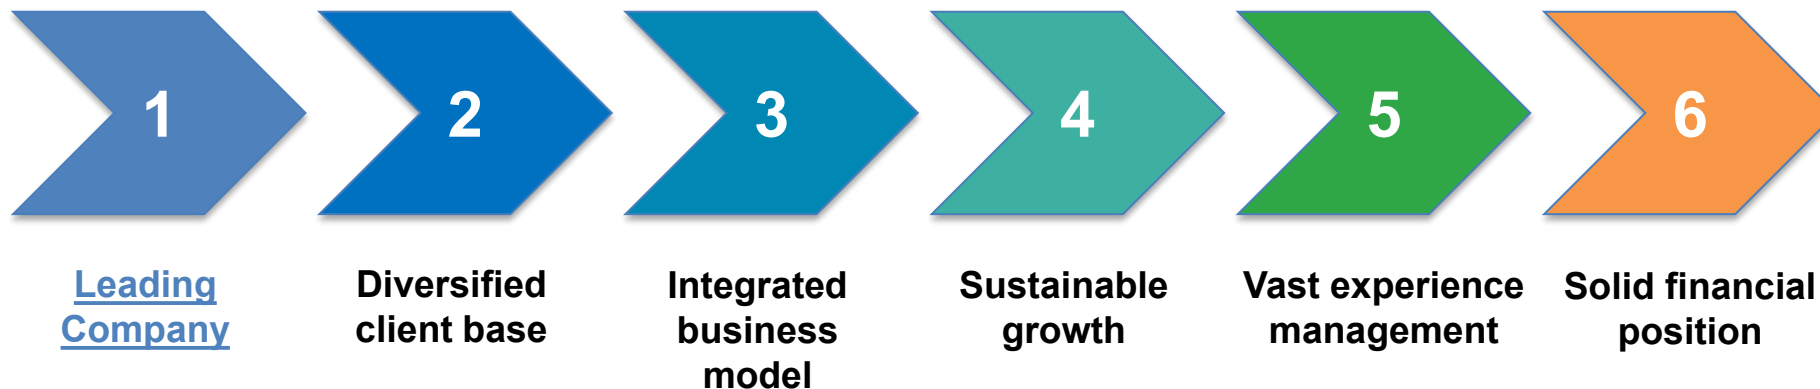 1
2
3
4
5
6
Leading
Company
Diversified
client base
Integrated
business
model
Sustainable
growth
Vast experience
management
Solid financial
position